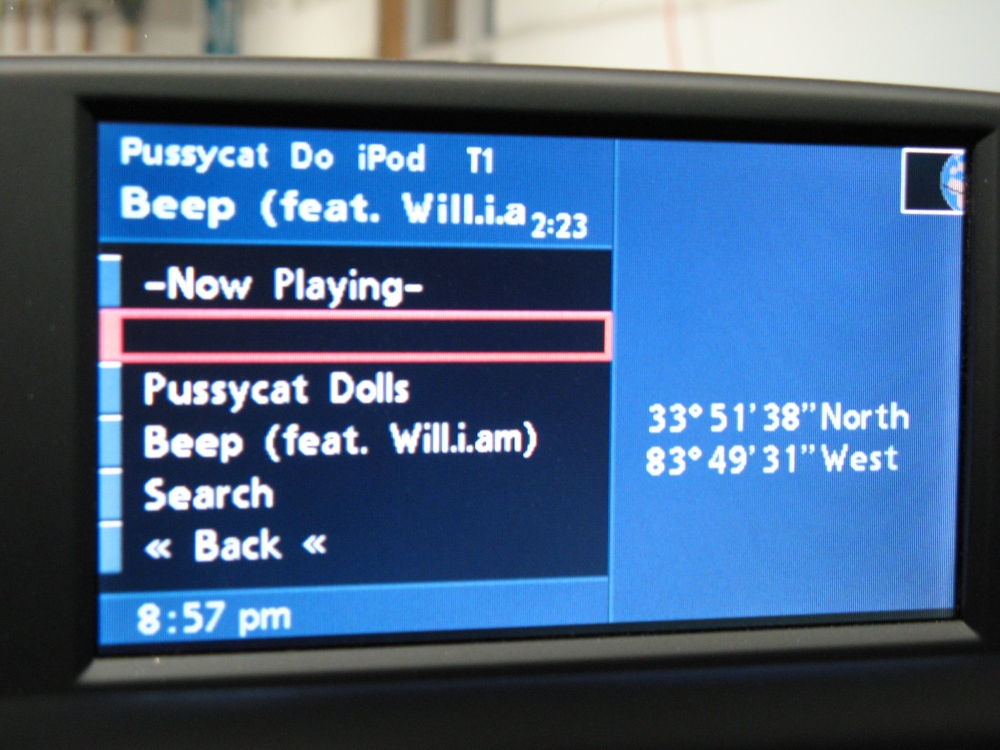 Pussycat Do iPod T1
Beep (feat. Will.i.a 2:23
-Now Playing-
Pussycat Dolls
Beep (feat. Will.i.am)
Search
« Back «
8:57 pm
33°51'38"North
83°49'31"West